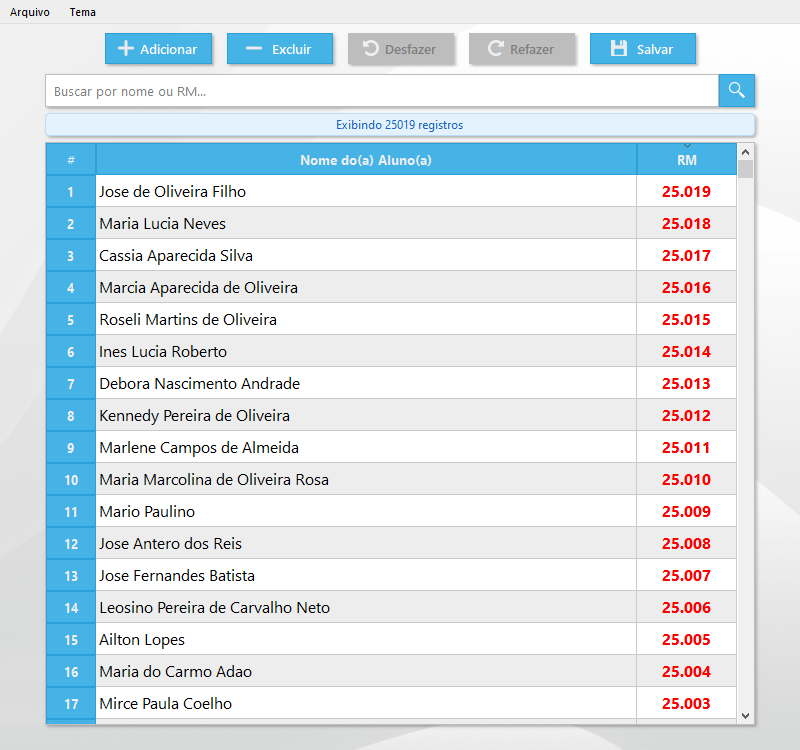 Arquivo Tema
Adicionar Excluir Desfazer Refazer Salvar
Buscar por nome ou RM...
Exibindo 25019 registros
# Nome do(a) Aluno(a) RM
1 Jose de Oliveira Filho 25.019
2 Maria Lucia Neves 25.018
3 Cassia Aparecida Silva 25.017
4 Marcia Aparecida de Oliveira 25.016
5 Roseli Martins de Oliveira 25.015
6 Ines Lucia Roberto 25.014
7 Debora Nascimento Andrade 25.013
8 Kennedy Pereira de Oliveira 25.012
9 Marlene Campos de Almeida 25.011
10 Maria Marcolina de Oliveira Rosa 25.010
11 Mario Paulino 25.009
12 Jose Antero dos Reis 25.008
13 Jose Fernandes Batista 25.007
14 Leosino Pereira de Carvalho Neto 25.006
15 Ailton Lopes 25.005
16 Maria do Carmo Adao 25.004
17 Mirce Paula Coelho 25.003